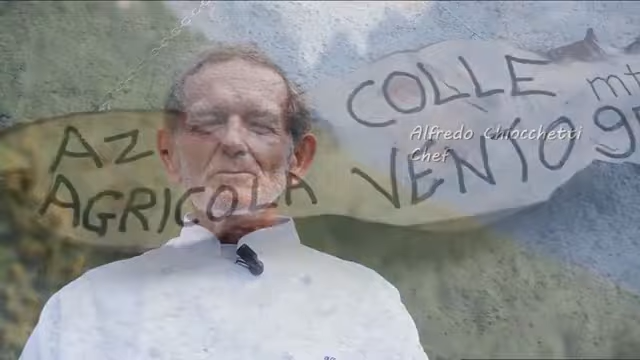 AZ
AGRICOLA
COLLE mt
VENTO
Alfredo Chiocchetti
Chef